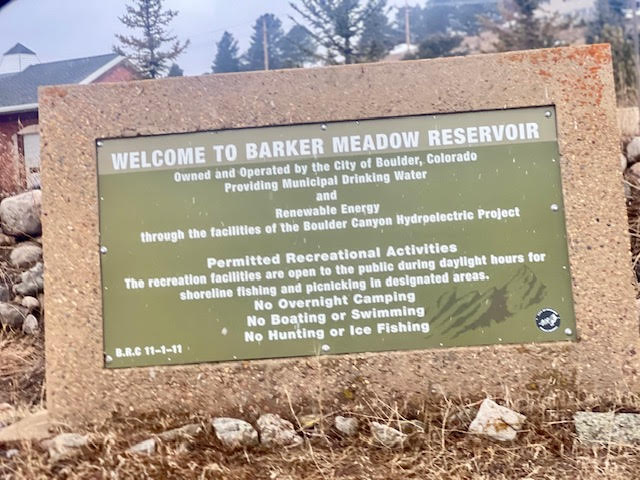 WELCOME TO BARKER MEADOW RESERVOIR
Owned and Operated by the City of Boulder, Colorado
Providing Municipal Drinking Water
and
Renewable Energy
through the facilities of the Boulder Canyon Hydroelectric Project
Permitted Recreational Activities
The recreation facilities are open to the public during daylight hours for
shoreline fishing and picnicking in designated areas.
No Overnight Camping
No Boating or Swimming
No Hunting or Ice Fishing
B.R.C 11-1-11